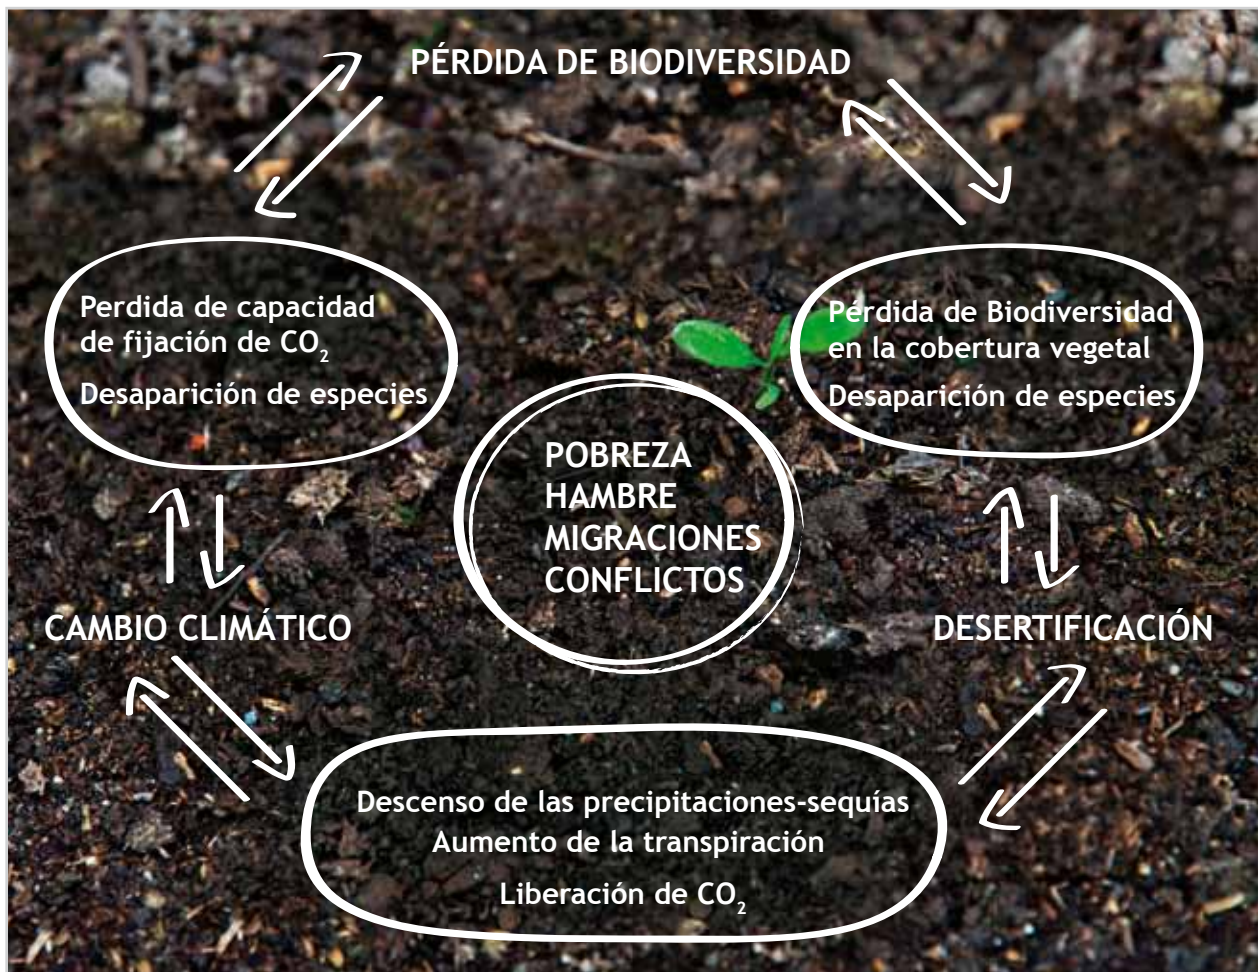 PÉRDIDA DE BIODIVERSIDAD
Perdida de capacidad
de fijación de CO₂
Desaparición de especies
Pérdida de Biodiversidad
en la cobertura vegetal
Desaparición de especies
POBREZA
HAMBRE
MIGRACIONES
CONFLICTOS
CAMBIO CLIMÁTICO
DESERTIFICACIÓN
Descenso de las precipitaciones-sequías
Aumento de la transpiración
Liberación de CO₂